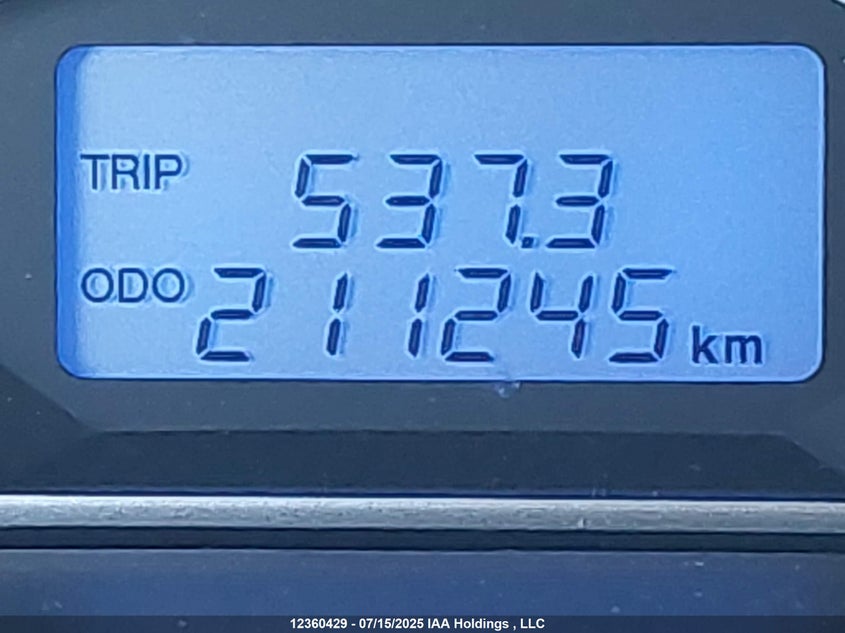 TRIP 537.3
ODO 211245 km
12360429 - 07/15/2025 IAA Holdings , LLC